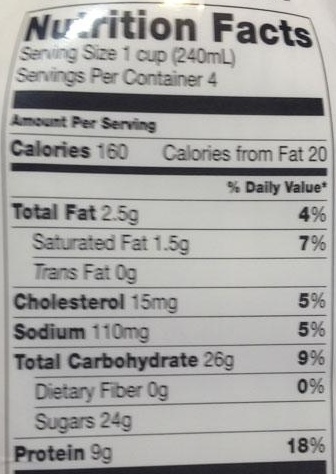 Nutrition Facts
Serving Size 1 cup (240mL)
Servings Per Container 4
Amount Per Serving
Calories 160 Calories from Fat 20
% Daily Value*
Total Fat 2.5g 4%
Saturated Fat 1.5g 7%
Trans Fat 0g
Cholesterol 15mg 5%
Sodium 110mg 5%
Total Carbohydrate 26g 9%
Dietary Fiber 0g 0%
Sugars 24g
Protein 9g 18%